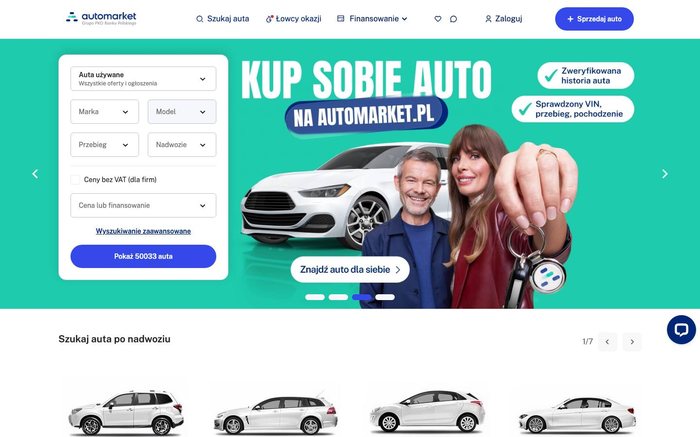 automarket
Grupa PKO Banku Polskiego
Szukaj auta
Łowcy okazji
Finansowanie
Zaloguj
+ Sprzedaj auto
Auta używane
Wszystkie oferty i ogłoszenia
Marka
Model
Przebieg
Nadwozie
Ceny bez VAT (dla firm)
Cena lub finansowanie
Wyszukiwanie zaawansowane
Pokaż 50033 auta
KUP SOBIE AUTO
NA AUTOMARKET.PL
Zweryfikowana
historia auta
Sprawdzony VIN,
przebieg, pochodzenie
Znajdź auto dla siebie
Szukaj auta po nadwoziu
1/7